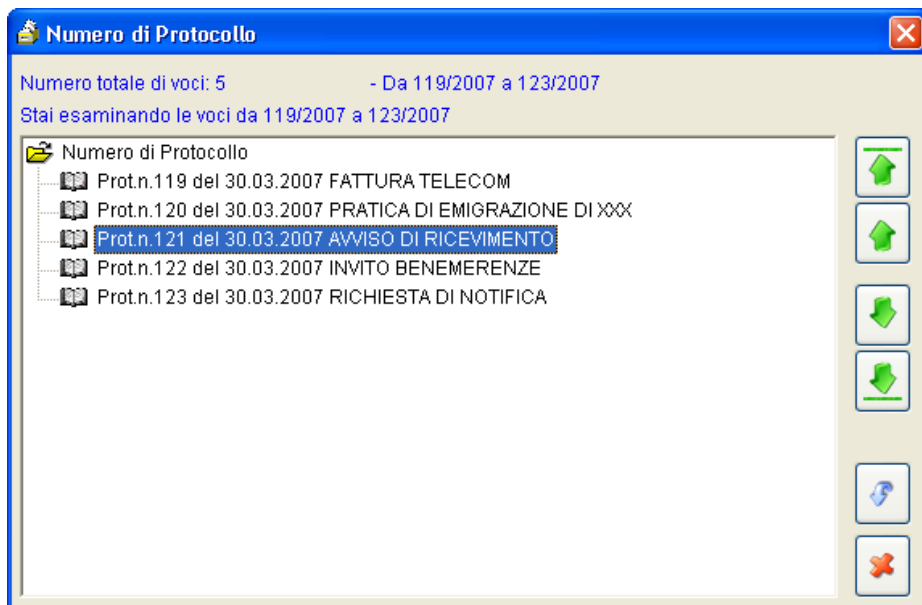 Numero di Protocollo
Numero totale di voci: 5 - Da 119/2007 a 123/2007
Stai esaminando le voci da 119/2007 a 123/2007
Numero di Protocollo
Prot.n.119 del 30.03.2007 FATTURA TELECOM
Prot.n.120 del 30.03.2007 PRATICA DI EMIGRAZIONE DI XXX
Prot.n.121 del 30.03.2007 AVVISO DI RICEVIMENTO
Prot.n.122 del 30.03.2007 INVITO BENEMERENZE
Prot.n.123 del 30.03.2007 RICHIESTA DI NOTIFICA